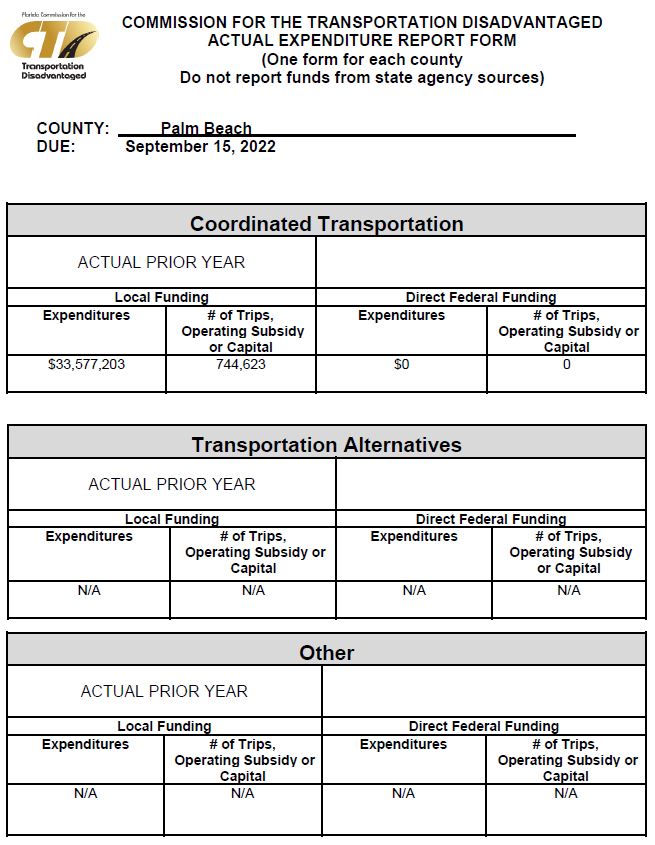 Florida Commission for the
CTD
Transportation
Disadvantaged
COMMISSION FOR THE TRANSPORTATION DISADVANTAGED
ACTUAL EXPENDITURE REPORT FORM
(One form for each county
Do not report funds from state agency sources)
COUNTY: Palm Beach
DUE: September 15, 2022
Coordinated Transportation
ACTUAL PRIOR YEAR
Local Funding Direct Federal Funding
Expenditures # of Trips, Expenditures # of Trips,
Operating Subsidy Operating Subsidy or
or Capital Capital
$33,577,203 744,623 $0 0
Transportation Alternatives
ACTUAL PRIOR YEAR
Local Funding Direct Federal Funding
Expenditures # of Trips, Expenditures # of Trips,
Operating Subsidy or Operating Subsidy
Capital or Capital
N/A N/A N/A N/A
Other
ACTUAL PRIOR YEAR
Local Funding Direct Federal Funding
Expenditures # of Trips, Expenditures # of Trips,
Operating Subsidy or Operating Subsidy or
Capital Capital
N/A N/A N/A N/A